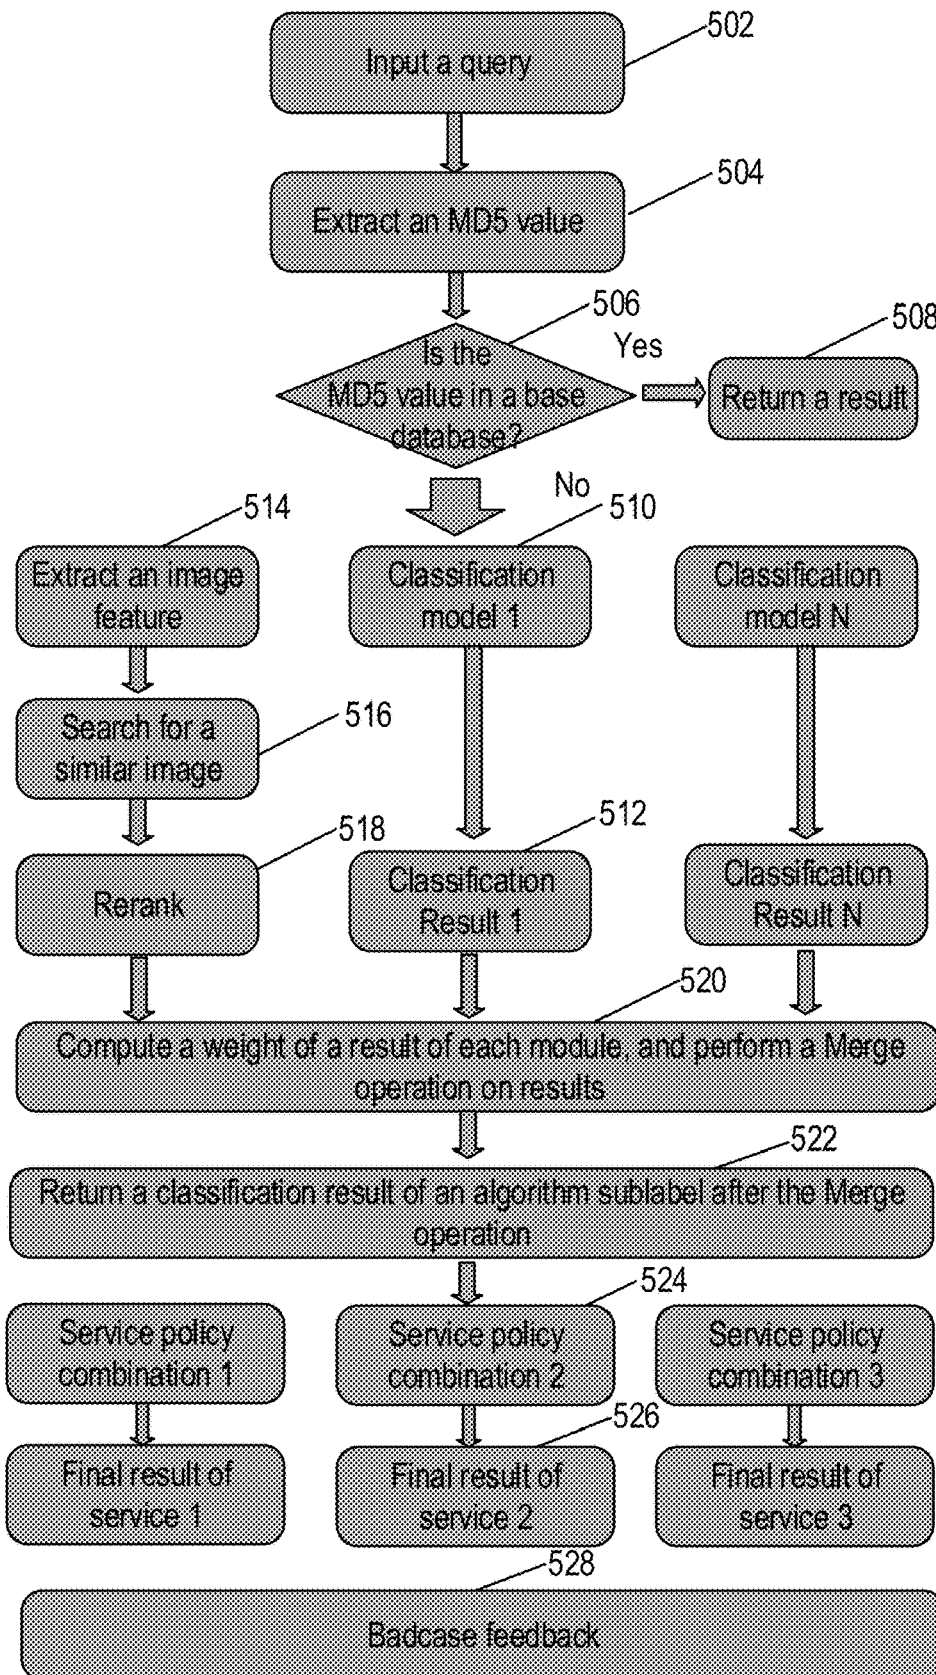 502
Input a query
504
Extract an MD5 value
506
Is the
MD5 value in a base
database?
Yes
508
Return a result
No
514
Extract an image
feature
510
Classification
model 1
Classification
model N
516
Search for a
similar image
518
Rerank
512
Classification
Result 1
Classification
Result N
520
Compute a weight of a result of each module, and perform a Merge
operation on results
522
Return a classification result of an algorithm sublabel after the Merge
operation
524
Service policy
combination 1
Service policy
combination 2
Service policy
combination 3
526
Final result of
service 1
Final result of
service 2
Final result of
service 3
528
Badcase feedback